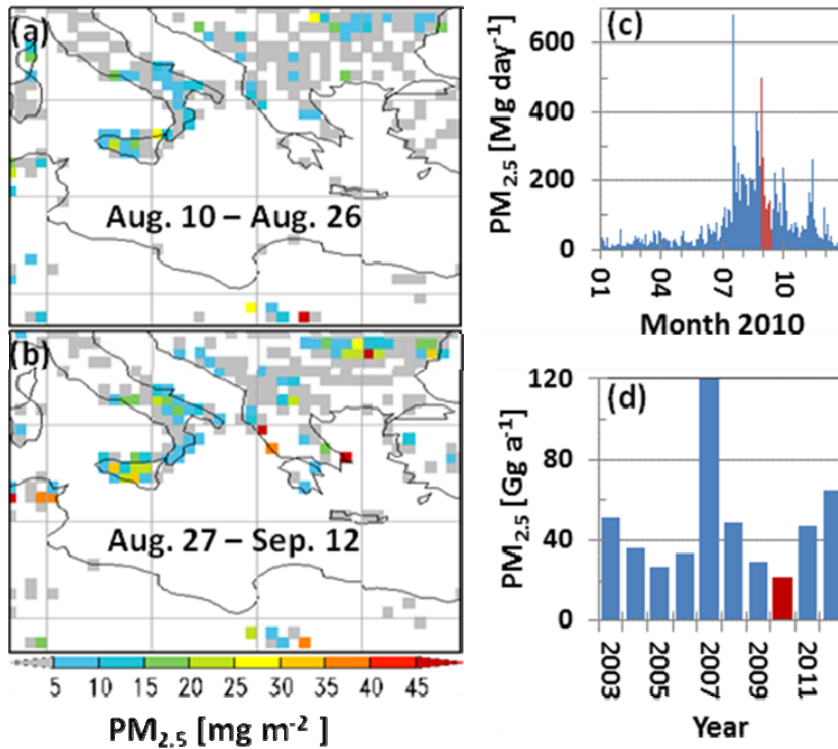 (a)
Aug. 10 – Aug. 26
(b)
Aug. 27 – Sep. 12
5 10 15 20 25 30 35 40 45
PM2.5 [mg m-2 ]
(c)
PM2.5 [Mg day-1]
600
400
200
0
01 04 07 10
Month 2010
(d)
PM2.5 [Gg a-1]
120
80
40
0
2003 2005 2007 2009 2011
Year